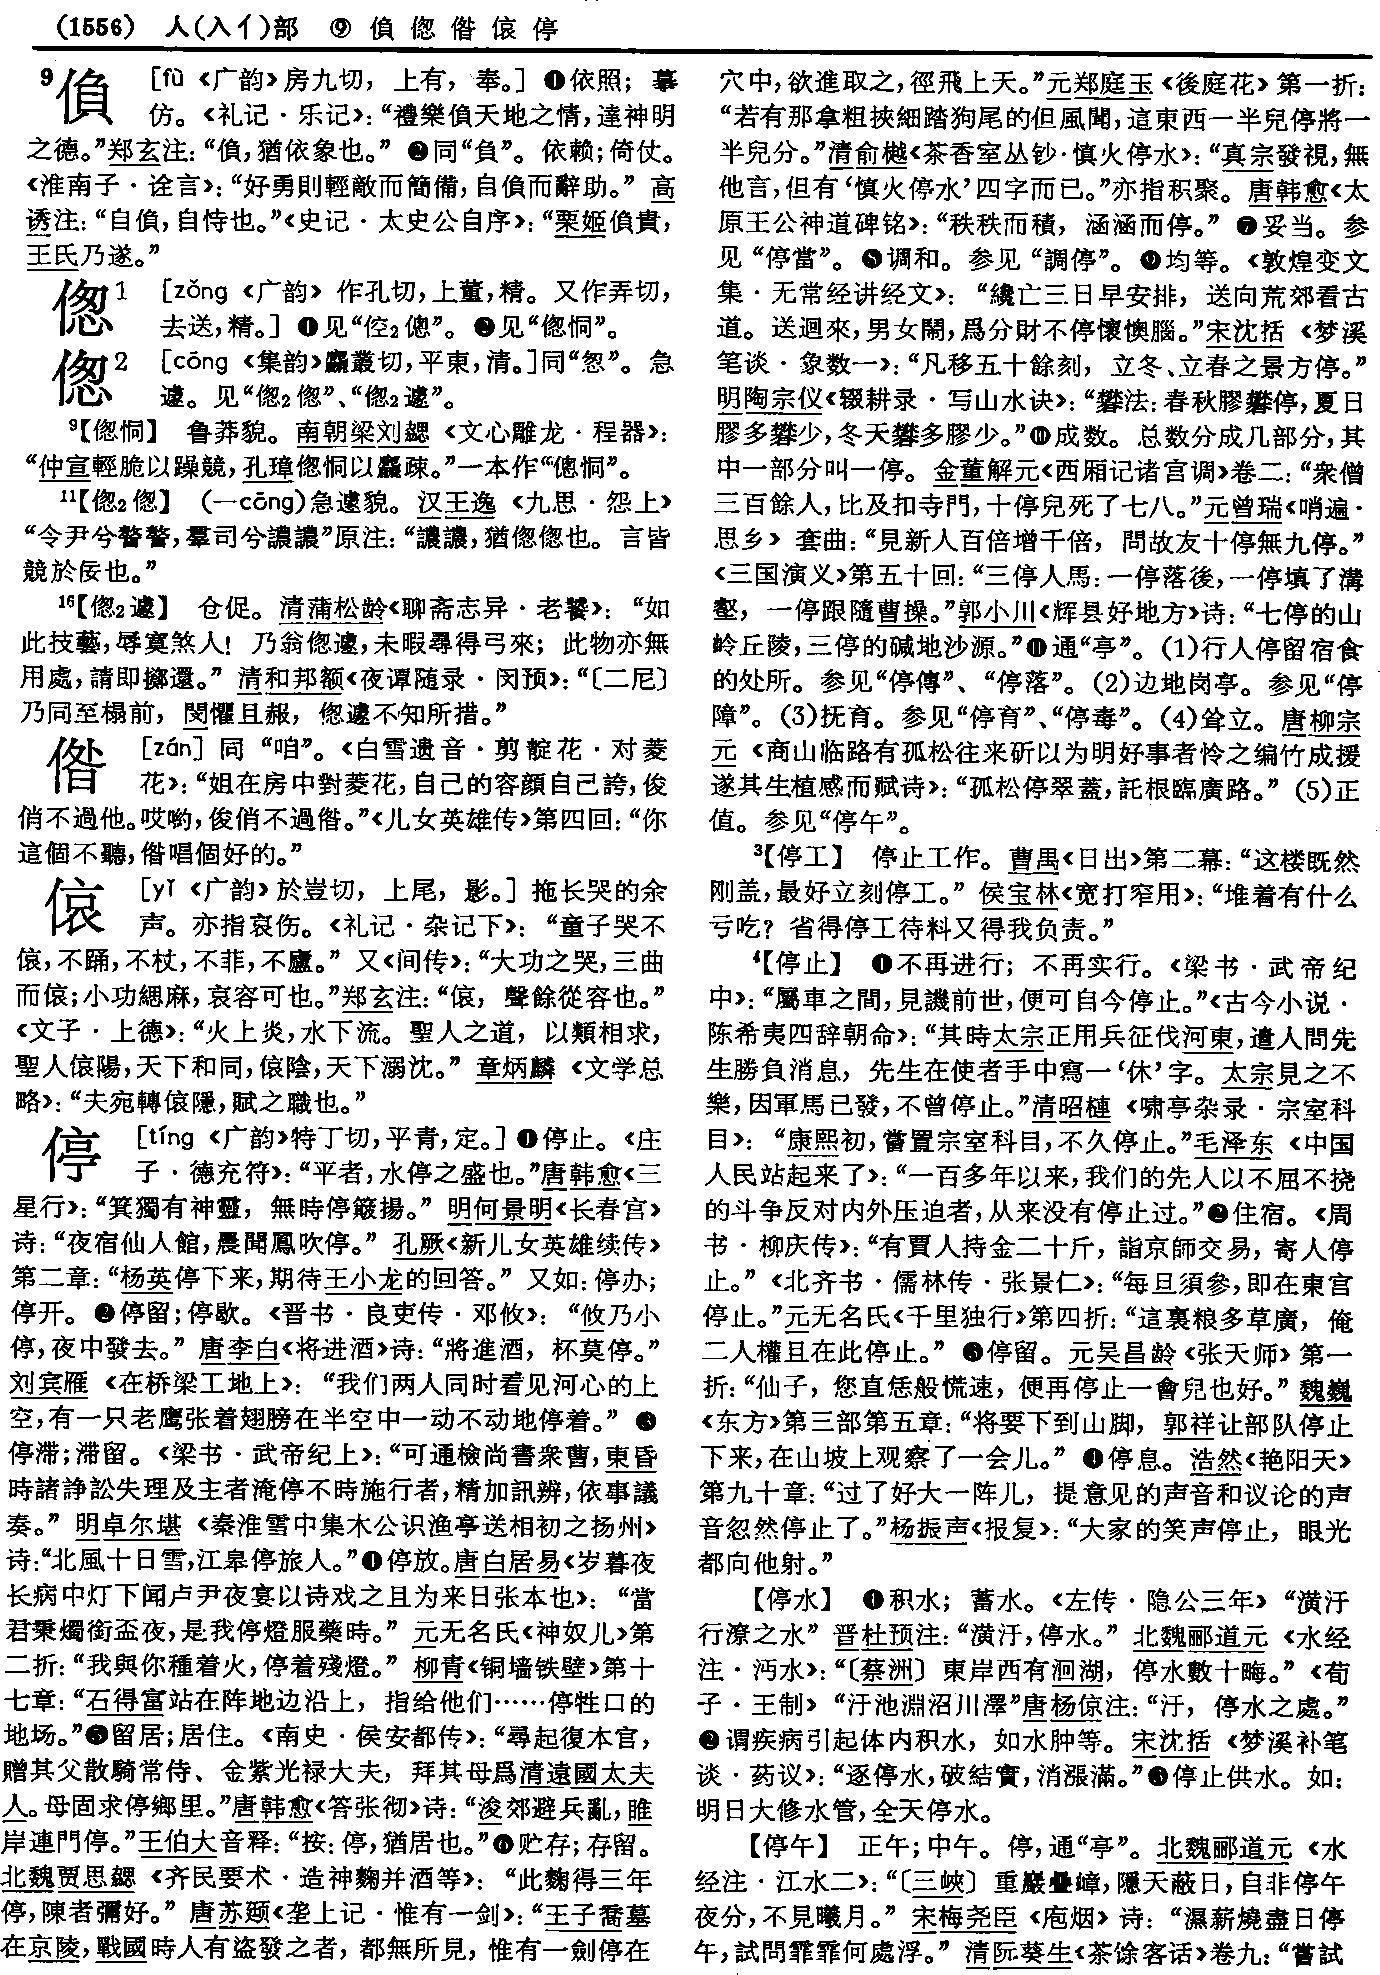 (1556) 人(入亻)部 ⑨ 偩 偬 偺 偯 停
⁹偩 [fù《广韵》房九切，上有，奉。] ❶依照；摹
仿。《礼记·乐记》：“禮樂偩天地之情，達神明
之德。”郑玄注：“偩，猶依象也。” ❷同“負”。依赖；倚仗。
《淮南子·诠言》：“好勇則輕敵而簡備，自偩而辭助。” 高
诱注：“自偩，自恃也。”《史记·太史公自序》：“栗姬偩貴，
王氏乃遂。”
偬1 [zǒng《广韵》作孔切，上董，精。又作弄切，
去送，精。] ❶见“倥₂偬”。 ❷见“偬恫”。
偬2 [cōng《集韵》麤叢切，平東，清。]同“怱”。急
遽。见“偬₂偬”、“偬₂遽”。
⁹【偬恫】 鲁莽貌。南朝梁刘勰《文心雕龙·程器》：
“仲宣輕脆以躁競，孔璋偬恫以麤疎。”一本作“傯恫”。
¹¹【偬₂偬】 (—cōng)急遽貌。汉王逸《九思·怨上》
“令尹兮謷謷，羣司兮譨譨”原注：“譨譨，猶偬偬也。言皆
競於佞也。”
¹⁶【偬₂遽】 仓促。清蒲松龄《聊斋志异·老饕》：“如
此技藝，辱寞煞人！乃翁偬遽，未暇尋得弓來；此物亦無
用處，請即擲還。” 清和邦额《夜谭随录·闵预》：“〔二尼〕
乃同至榻前，閔懼且赧，偬遽不知所措。”
偺 [zán] 同“咱”。《白雪遗音·剪靛花·对菱
花》：“姐在房中對菱花，自己的容顔自己誇，俊
俏不過他。哎喲，俊俏不過偺。”《儿女英雄传》第四回：“你
這個不聽，偺唱個好的。”
偯 [yǐ《广韵》於豈切，上尾，影。] 拖长哭的余
声。亦指哀伤。《礼记·杂记下》：“童子哭不
偯，不踊，不杖，不菲，不廬。” 又《间传》：“大功之哭，三曲
而偯；小功緦麻，哀容可也。”郑玄注：“偯，聲餘從容也。”
《文子·上德》：“火上炎，水下流。聖人之道，以類相求，
聖人偯陽，天下和同，偯陰，天下溺沈。” 章炳麟《文学总
略》：“夫宛轉偯隱，賦之職也。”
停 [tíng《广韵》特丁切，平青，定。] ❶停止。《庄
子·德充符》：“平者，水停之盛也。”唐韩愈《三
星行》：“箕獨有神靈，無時停簸揚。” 明何景明《长春宫》
诗：“夜宿仙人館，晨聞鳳吹停。” 孔厥《新儿女英雄续传》
第二章：“杨英停下来，期待王小龙的回答。” 又如：停办；
停开。 ❷停留；停歇。《晋书·良吏传·邓攸》：“攸乃小
停，夜中發去。” 唐李白《将进酒》诗：“將進酒，杯莫停。”
刘宾雁《在桥梁工地上》：“我们两人同时看见河心的上
空，有一只老鹰张着翅膀在半空中一动不动地停着。” ❸
停滞；滞留。《梁书·武帝纪上》：“可通檢尚書衆曹，東昏
時諸諍訟失理及主者淹停不時施行者，精加訊辨，依事議
奏。” 明卓尔堪《秦淮雪中集木公识渔亭送相初之扬州》
诗：“北風十日雪，江皋停旅人。” ❹停放。唐白居易《岁暮夜
长病中灯下闻卢尹夜宴以诗戏之且为来日张本也》：“當
君秉燭銜盃夜，是我停燈服藥時。” 元无名氏《神奴儿》第
二折：“我與你種着火，停着殘燈。” 柳青《铜墙铁壁》第十
七章：“石得富站在阵地边沿上，指给他们……停牲口的
地场。” ❺留居；居住。《南史·侯安都传》：“尋起復本官，
贈其父散騎常侍、金紫光禄大夫，拜其母爲清遠國太夫
人。母固求停鄉里。”唐韩愈《答张彻》诗：“浚郊避兵亂，睢
岸連門停。”王伯大音释：“按：停，猶居也。” ❻贮存；存留。
北魏贾思勰《齐民要术·造神麴并酒等》：“此麴得三年
停，陳者彌好。” 唐苏颋《垄上记·惟有一剑》：“王子喬墓
在京陵，戰國時人有盜發之者，都無所見，惟有一劍停在
穴中，欲進取之，徑飛上天。”元郑庭玉《後庭花》第一折：
“若有那拿粗挾細踏狗尾的但風聞，這東西一半兒停將一
半兒分。”清俞樾《茶香室丛钞·慎火停水》：“真宗發視，無
他言，但有‘慎火停水’四字而已。”亦指积聚。唐韩愈《太
原王公神道碑铭》：“秩秩而積，涵涵而停。” ❼妥当。参
见“停當”。 ❽调和。参见“調停”。 ❾均等。《敦煌变文
集·无常经讲经文》：“纔亡三日早安排，送向荒郊看古
道。送迴來，男女鬧，爲分財不停懷懊腦。”宋沈括《梦溪
笔谈·象数一》：“凡移五十餘刻，立冬、立春之景方停。”
明陶宗仪《辍耕录·写山水诀》：“礬法：春秋膠礬停，夏日
膠多礬少，冬天礬多膠少。” ❿成数。总数分成几部分，其
中一部分叫一停。金董解元《西厢记诸宫调》卷二：“衆僧
三百餘人，比及扣寺門，十停兒死了七八。”元曾瑞《哨遍·
思乡》套曲：“見新人百倍增千倍，問故友十停無九停。”
《三国演义》第五十回：“三停人馬：一停落後，一停填了溝
壑，一停跟隨曹操。”郭小川《辉县好地方》诗：“七停的山
岭丘陵，三停的碱地沙源。” ⓫通“亭”。(1)行人停留宿食
的处所。参见“停傳”、“停落”。(2)边地岗亭。参见“停
障”。(3)抚育。参见“停育”、“停毒”。(4)耸立。唐柳宗
元《商山临路有孤松往来斫以为明好事者怜之编竹成援
遂其生植感而赋诗》：“孤松停翠蓋，託根臨廣路。” (5)正
值。参见“停午”。
³【停工】 停止工作。曹禺《日出》第二幕：“这楼既然
刚盖，最好立刻停工。” 侯宝林《宽打窄用》：“堆着有什么
亏吃？省得停工待料又得我负责。”
⁴【停止】 ❶不再进行；不再实行。《梁书·武帝纪
中》：“屬車之間，見譏前世，便可自今停止。”《古今小说·
陈希夷四辞朝命》：“其時太宗正用兵征伐河東，遣人問先
生勝負消息，先生在使者手中寫一‘休’字。太宗見之不
樂，因軍馬已發，不曾停止。”清昭槤《啸亭杂录·宗室科
目》：“康熙初，嘗置宗室科目，不久停止。”毛泽东《中国
人民站起来了》：“一百多年以来，我们的先人以不屈不挠
的斗争反对内外压迫者，从来没有停止过。” ❷住宿。《周
书·柳庆传》：“有賈人持金二十斤，詣京師交易，寄人停
止。”《北齐书·儒林传·张景仁》：“每旦須參，即在東宫
停止。”元无名氏《千里独行》第四折：“這裏粮多草廣，俺
二人權且在此停止。” ❸停留。元吴昌龄《张天师》第一
折：“仙子，您直恁般慌速，便再停止一會兒也好。” 魏巍
《东方》第三部第五章：“将要下到山脚，郭祥让部队停止
下来，在山坡上观察了一会儿。” ❹停息。浩然《艳阳天》
第九十章：“过了好大一阵儿，提意见的声音和议论的声
音忽然停止了。”杨振声《报复》：“大家的笑声停止，眼光
都向他射。”
【停水】 ❶积水；蓄水。《左传·隐公三年》“潢汙
行潦之水” 晋杜预注：“潢汙，停水。” 北魏郦道元《水经
注·沔水》：“〔蔡洲〕東岸西有洄湖，停水數十畮。”《荀
子·王制》“汙池淵沼川澤”唐杨倞注：“汙，停水之處。”
❷谓疾病引起体内积水，如水肿等。宋沈括《梦溪补笔
谈·药议》：“逐停水，破結實，消漲滿。” ❸停止供水。如：
明日大修水管，全天停水。
【停午】 正午；中午。停，通“亭”。北魏郦道元《水
经注·江水二》：“〔三峽〕重巖疊嶂，隱天蔽日，自非停午
夜分，不見曦月。” 宋梅尧臣《庖烟》诗：“濕薪燒盡日停
午，試問霏霏何處浮。” 清阮葵生《茶馀客话》卷九：“嘗試